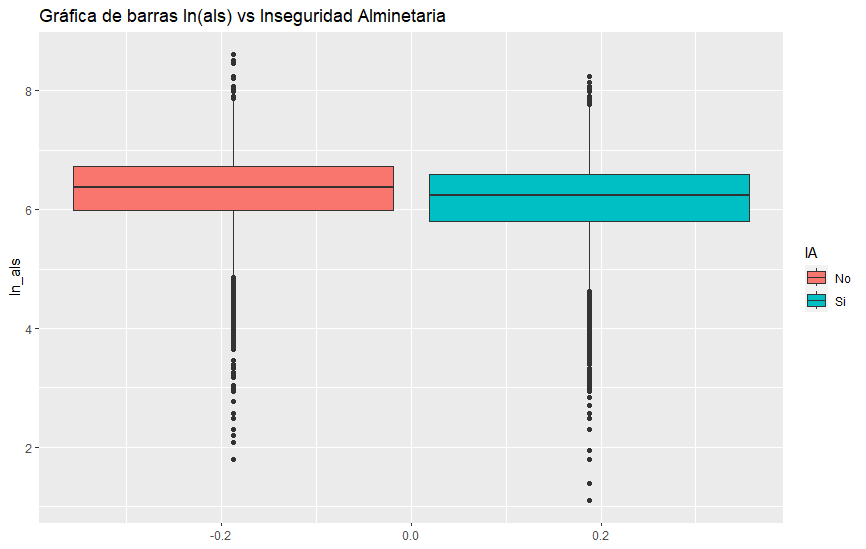 Gráfica de barras ln(als) vs Inseguridad Alminetaria
8
6
4
2
ln_als
-0.2
0.0
0.2
IA
No
Si